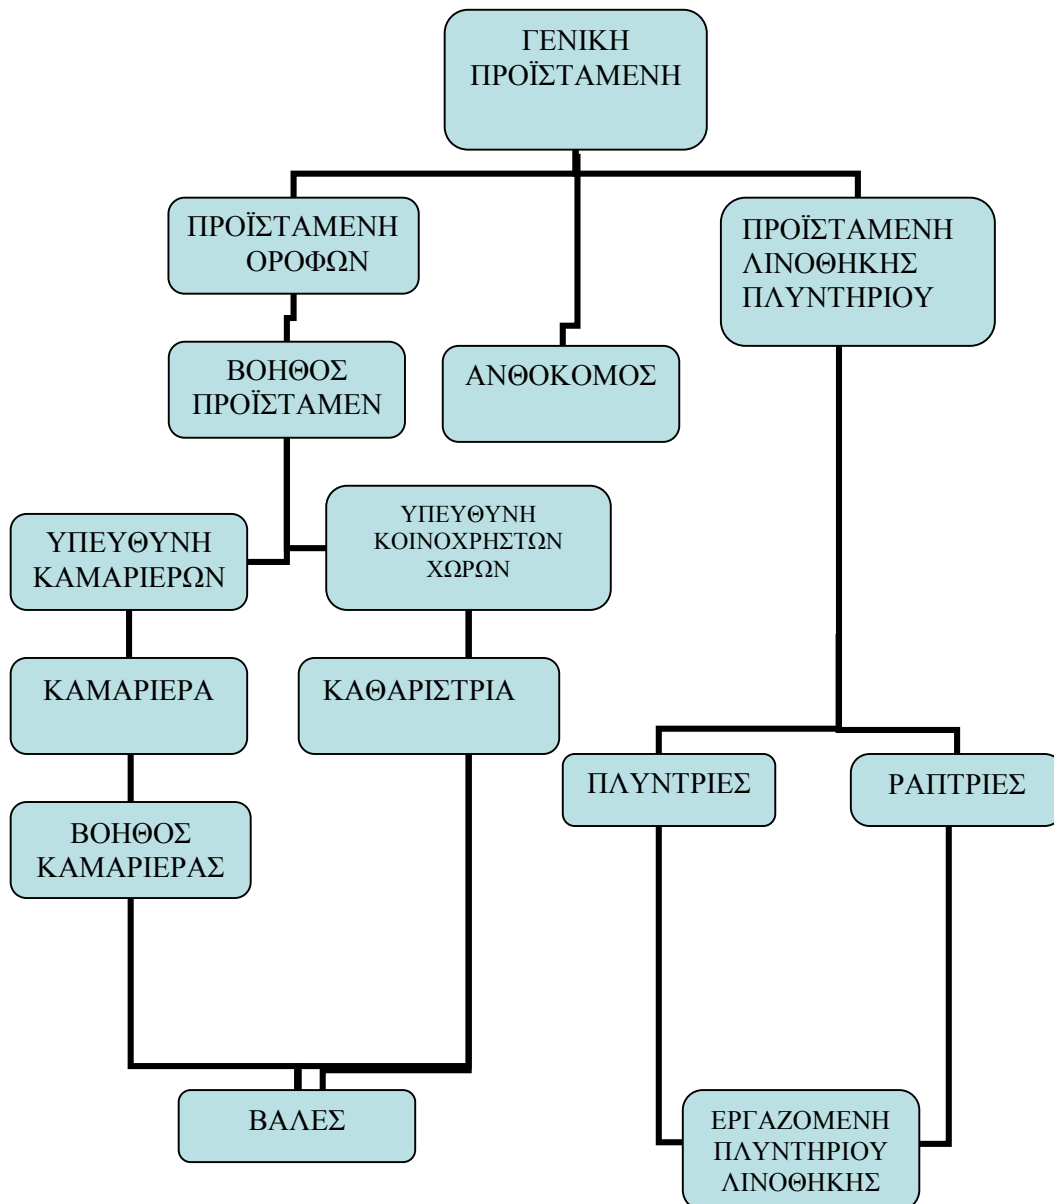 ΓΕΝΙΚΗ
ΠΡΟΪΣΤΑΜΕΝΗ
ΠΡΟΪΣΤΑΜΕΝΗ
ΟΡΟΦΩΝ
ΠΡΟΪΣΤΑΜΕΝΗ
ΛΙΝΟΘΗΚΗΣ
ΠΛΥΝΤΗΡΙΟΥ
ΒΟΗΘΟΣ
ΠΡΟΪΣΤΑΜΕΝ
ΑΝΘΟΚΟΜΟΣ
ΥΠΕΥΘΥΝΗ
ΚΑΜΑΡΙΕΡΩΝ
ΥΠΕΥΘΥΝΗ
ΚΟΙΝΟΧΡΗΣΤΩΝ
ΧΩΡΩΝ
ΚΑΜΑΡΙΕΡΑ
ΚΑΘΑΡΙΣΤΡΙΑ
ΠΛΥΝΤΡΙΕΣ
ΡΑΠΤΡΙΕΣ
ΒΟΗΘΟΣ
ΚΑΜΑΡΙΕΡΑΣ
ΒΑΛΕΣ
ΕΡΓΑΖΟΜΕΝΗ
ΠΛΥΝΤΗΡΙΟΥ
ΛΙΝΟΘΗΚΗΣ